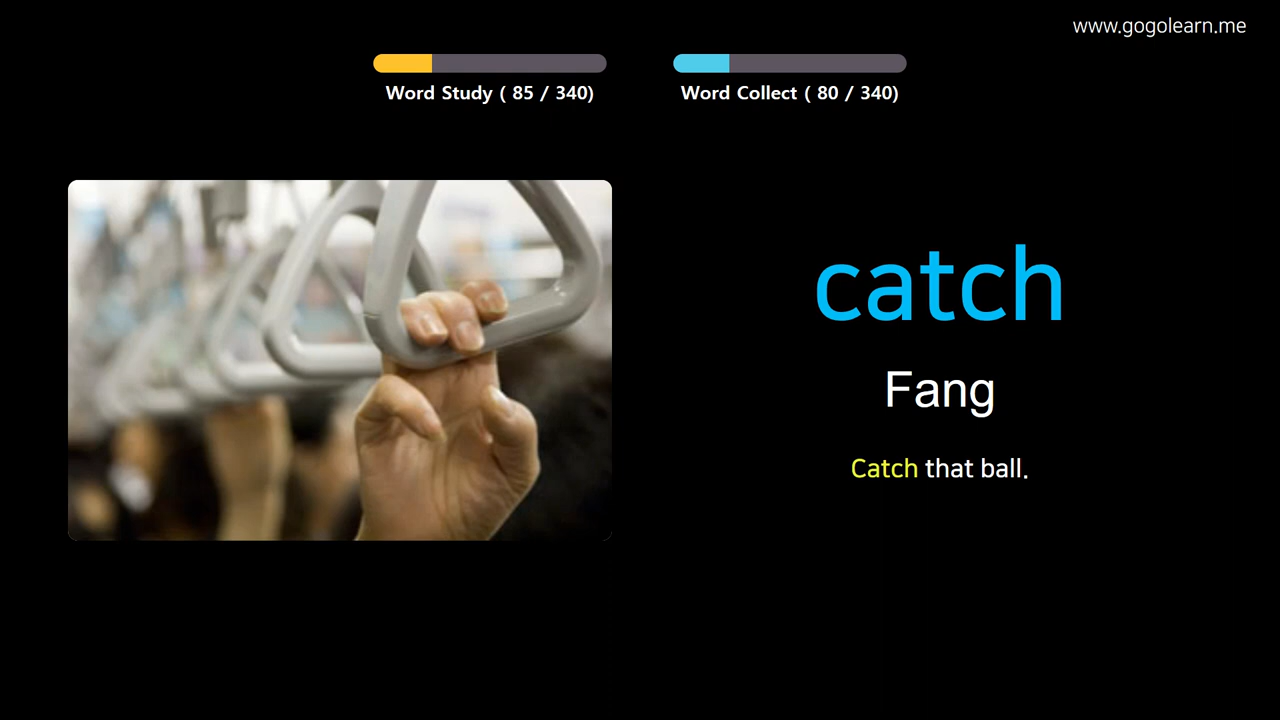 www.gogolearn.me
Word Study ( 85 / 340)
Word Collect ( 80 / 340)
catch
Fang
Catch that ball.